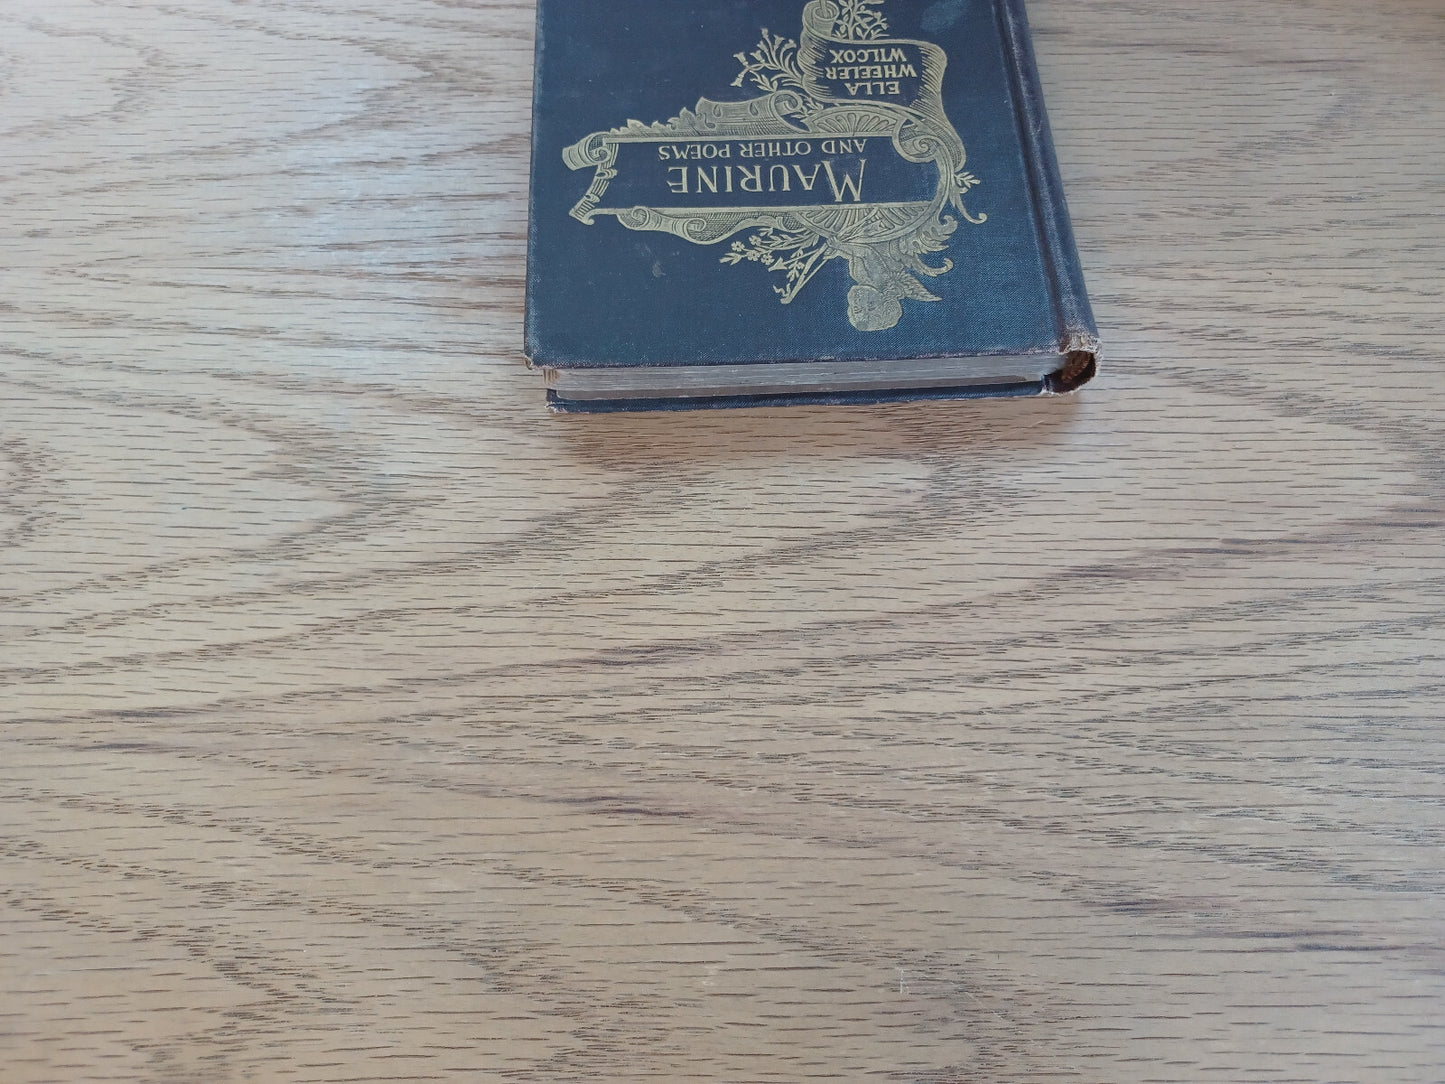 MAURINE
AND OTHER POEMS
ELLA
WHEELER
WILCOX